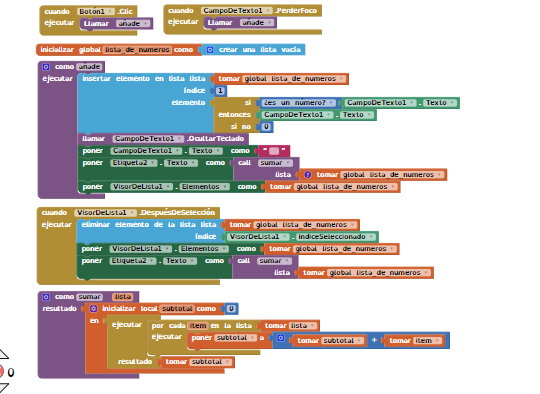 cuando Botón1 .Clic
ejecutar llamar añade
cuando CampoDeTexto1 .PerderFoco
ejecutar llamar añade
inicializar global lista_de_numeros como crear una lista vacía
como añade
ejecutar insertar elemento en lista lista tomar global lista_de_numeros
índice 1
elemento si ¿es un número? CampoDeTexto1 . Texto
entonces CampoDeTexto1 . Texto
si no 0
llamar CampoDeTexto1 .OcultarTeclado
poner CampoDeTexto1 . Texto como " "
poner Etiqueta2 . Texto como call sumar
lista tomar global lista_de_numeros
poner VisorDeLista1 . Elementos como tomar global lista_de_numeros
cuando VisorDeLista1 .DespuésDeSelección
ejecutar eliminar elemento de la lista lista tomar global lista_de_numeros
índice VisorDeLista1 . ÍndiceSeleccionado
poner VisorDeLista1 . Elementos como tomar global lista_de_numeros
poner Etiqueta2 . Texto como call sumar
lista tomar global lista_de_numeros
como sumar lista
resultado inicializar local subtotal como 0
en ejecutar por cada item en la lista tomar lista
ejecutar poner subtotal a tomar subtotal + tomar item
resultado tomar subtotal
0